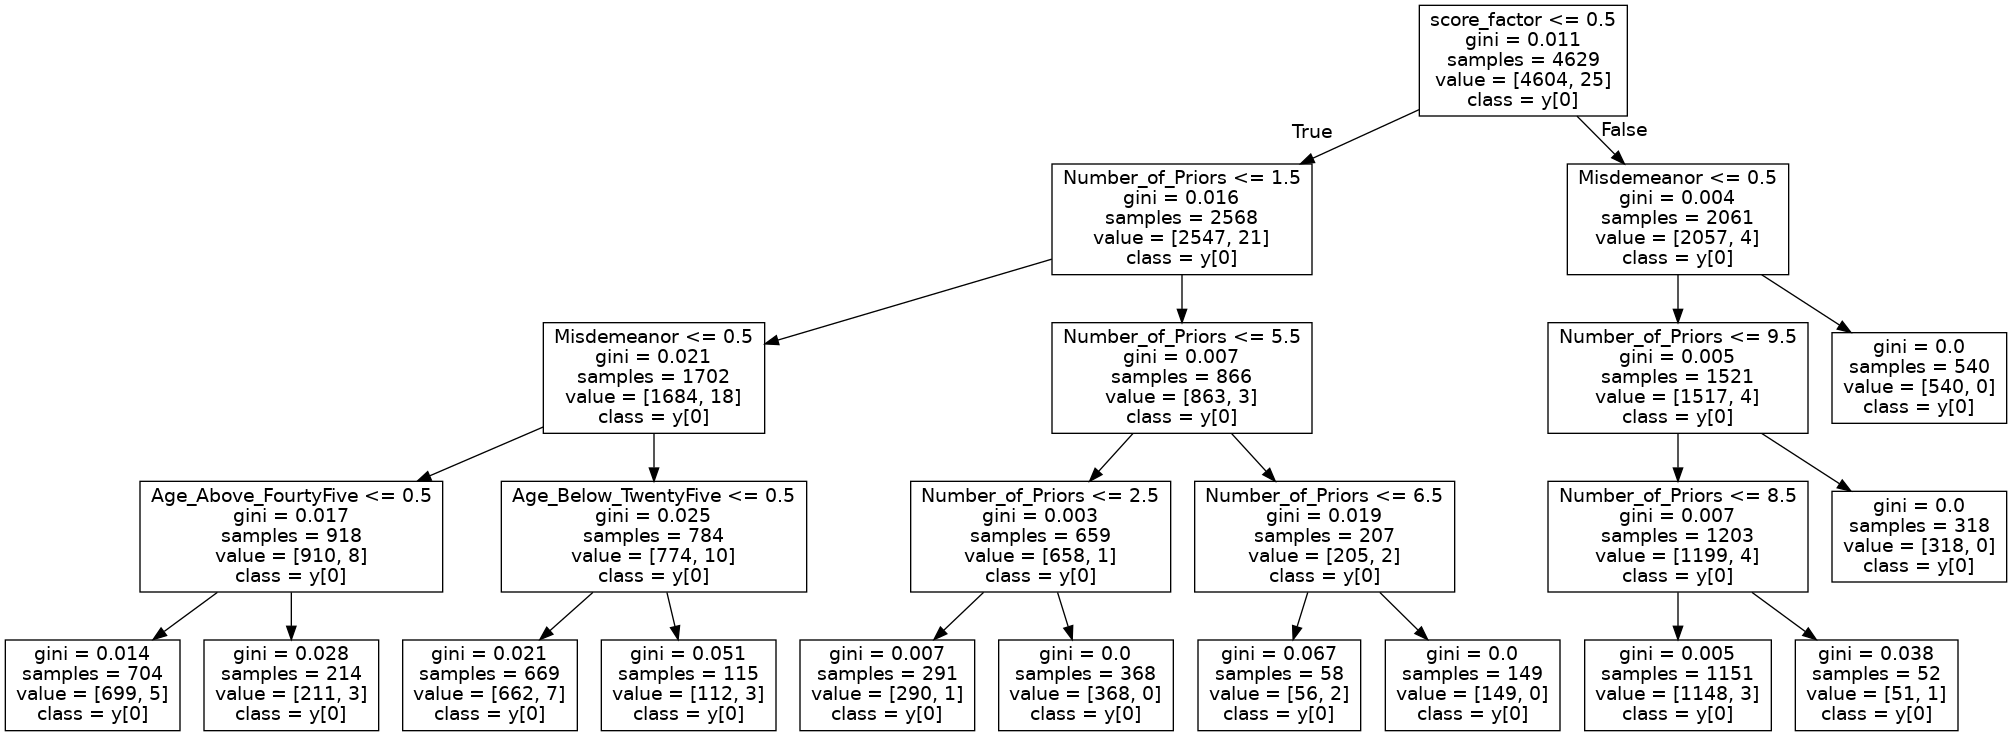 score_factor <= 0.5
gini = 0.011
samples = 4629
value = [4604, 25]
class = y[0]
True
False
Number_of_Priors <= 1.5
gini = 0.016
samples = 2568
value = [2547, 21]
class = y[0]
Misdemeanor <= 0.5
gini = 0.004
samples = 2061
value = [2057, 4]
class = y[0]
Misdemeanor <= 0.5
gini = 0.021
samples = 1702
value = [1684, 18]
class = y[0]
Number_of_Priors <= 5.5
gini = 0.007
samples = 866
value = [863, 3]
class = y[0]
Number_of_Priors <= 9.5
gini = 0.005
samples = 1521
value = [1517, 4]
class = y[0]
gini = 0.0
samples = 540
value = [540, 0]
class = y[0]
Age_Above_FourtyFive <= 0.5
gini = 0.017
samples = 918
value = [910, 8]
class = y[0]
Age_Below_TwentyFive <= 0.5
gini = 0.025
samples = 784
value = [774, 10]
class = y[0]
Number_of_Priors <= 2.5
gini = 0.003
samples = 659
value = [658, 1]
class = y[0]
Number_of_Priors <= 6.5
gini = 0.019
samples = 207
value = [205, 2]
class = y[0]
Number_of_Priors <= 8.5
gini = 0.007
samples = 1203
value = [1199, 4]
class = y[0]
gini = 0.0
samples = 318
value = [318, 0]
class = y[0]
gini = 0.014
samples = 704
value = [699, 5]
class = y[0]
gini = 0.028
samples = 214
value = [211, 3]
class = y[0]
gini = 0.021
samples = 669
value = [662, 7]
class = y[0]
gini = 0.051
samples = 115
value = [112, 3]
class = y[0]
gini = 0.007
samples = 291
value = [290, 1]
class = y[0]
gini = 0.0
samples = 368
value = [368, 0]
class = y[0]
gini = 0.067
samples = 58
value = [56, 2]
class = y[0]
gini = 0.0
samples = 149
value = [149, 0]
class = y[0]
gini = 0.005
samples = 1151
value = [1148, 3]
class = y[0]
gini = 0.038
samples = 52
value = [51, 1]
class = y[0]